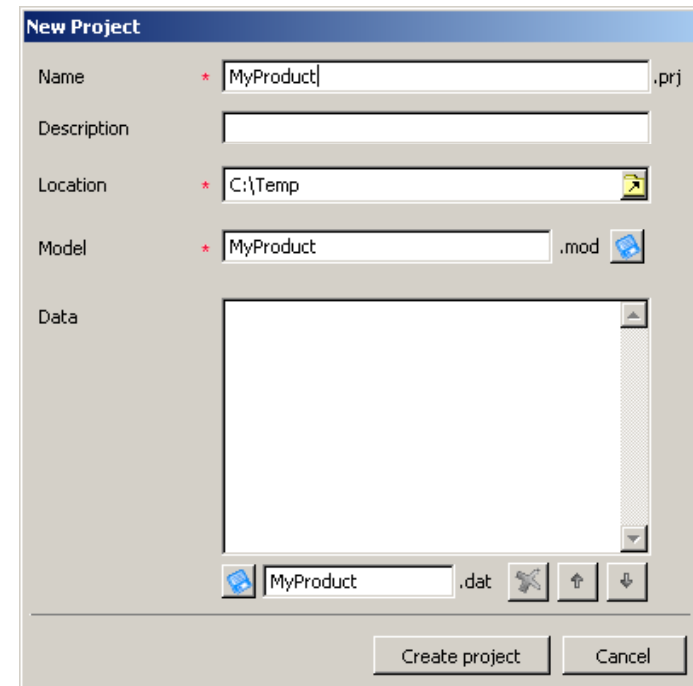 New Project
Name * MyProduct .prj
Description
Location * C:\Temp
Model * MyProduct .mod
Data
MyProduct .dat
Create project Cancel